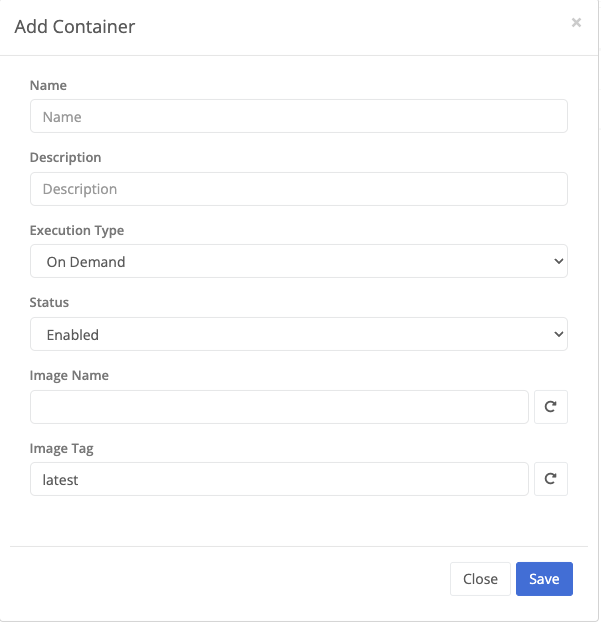 Add Container
×
Name
Name
Description
Description
Execution Type
On Demand
Status
Enabled
Image Name
Image Tag
latest
Close Save